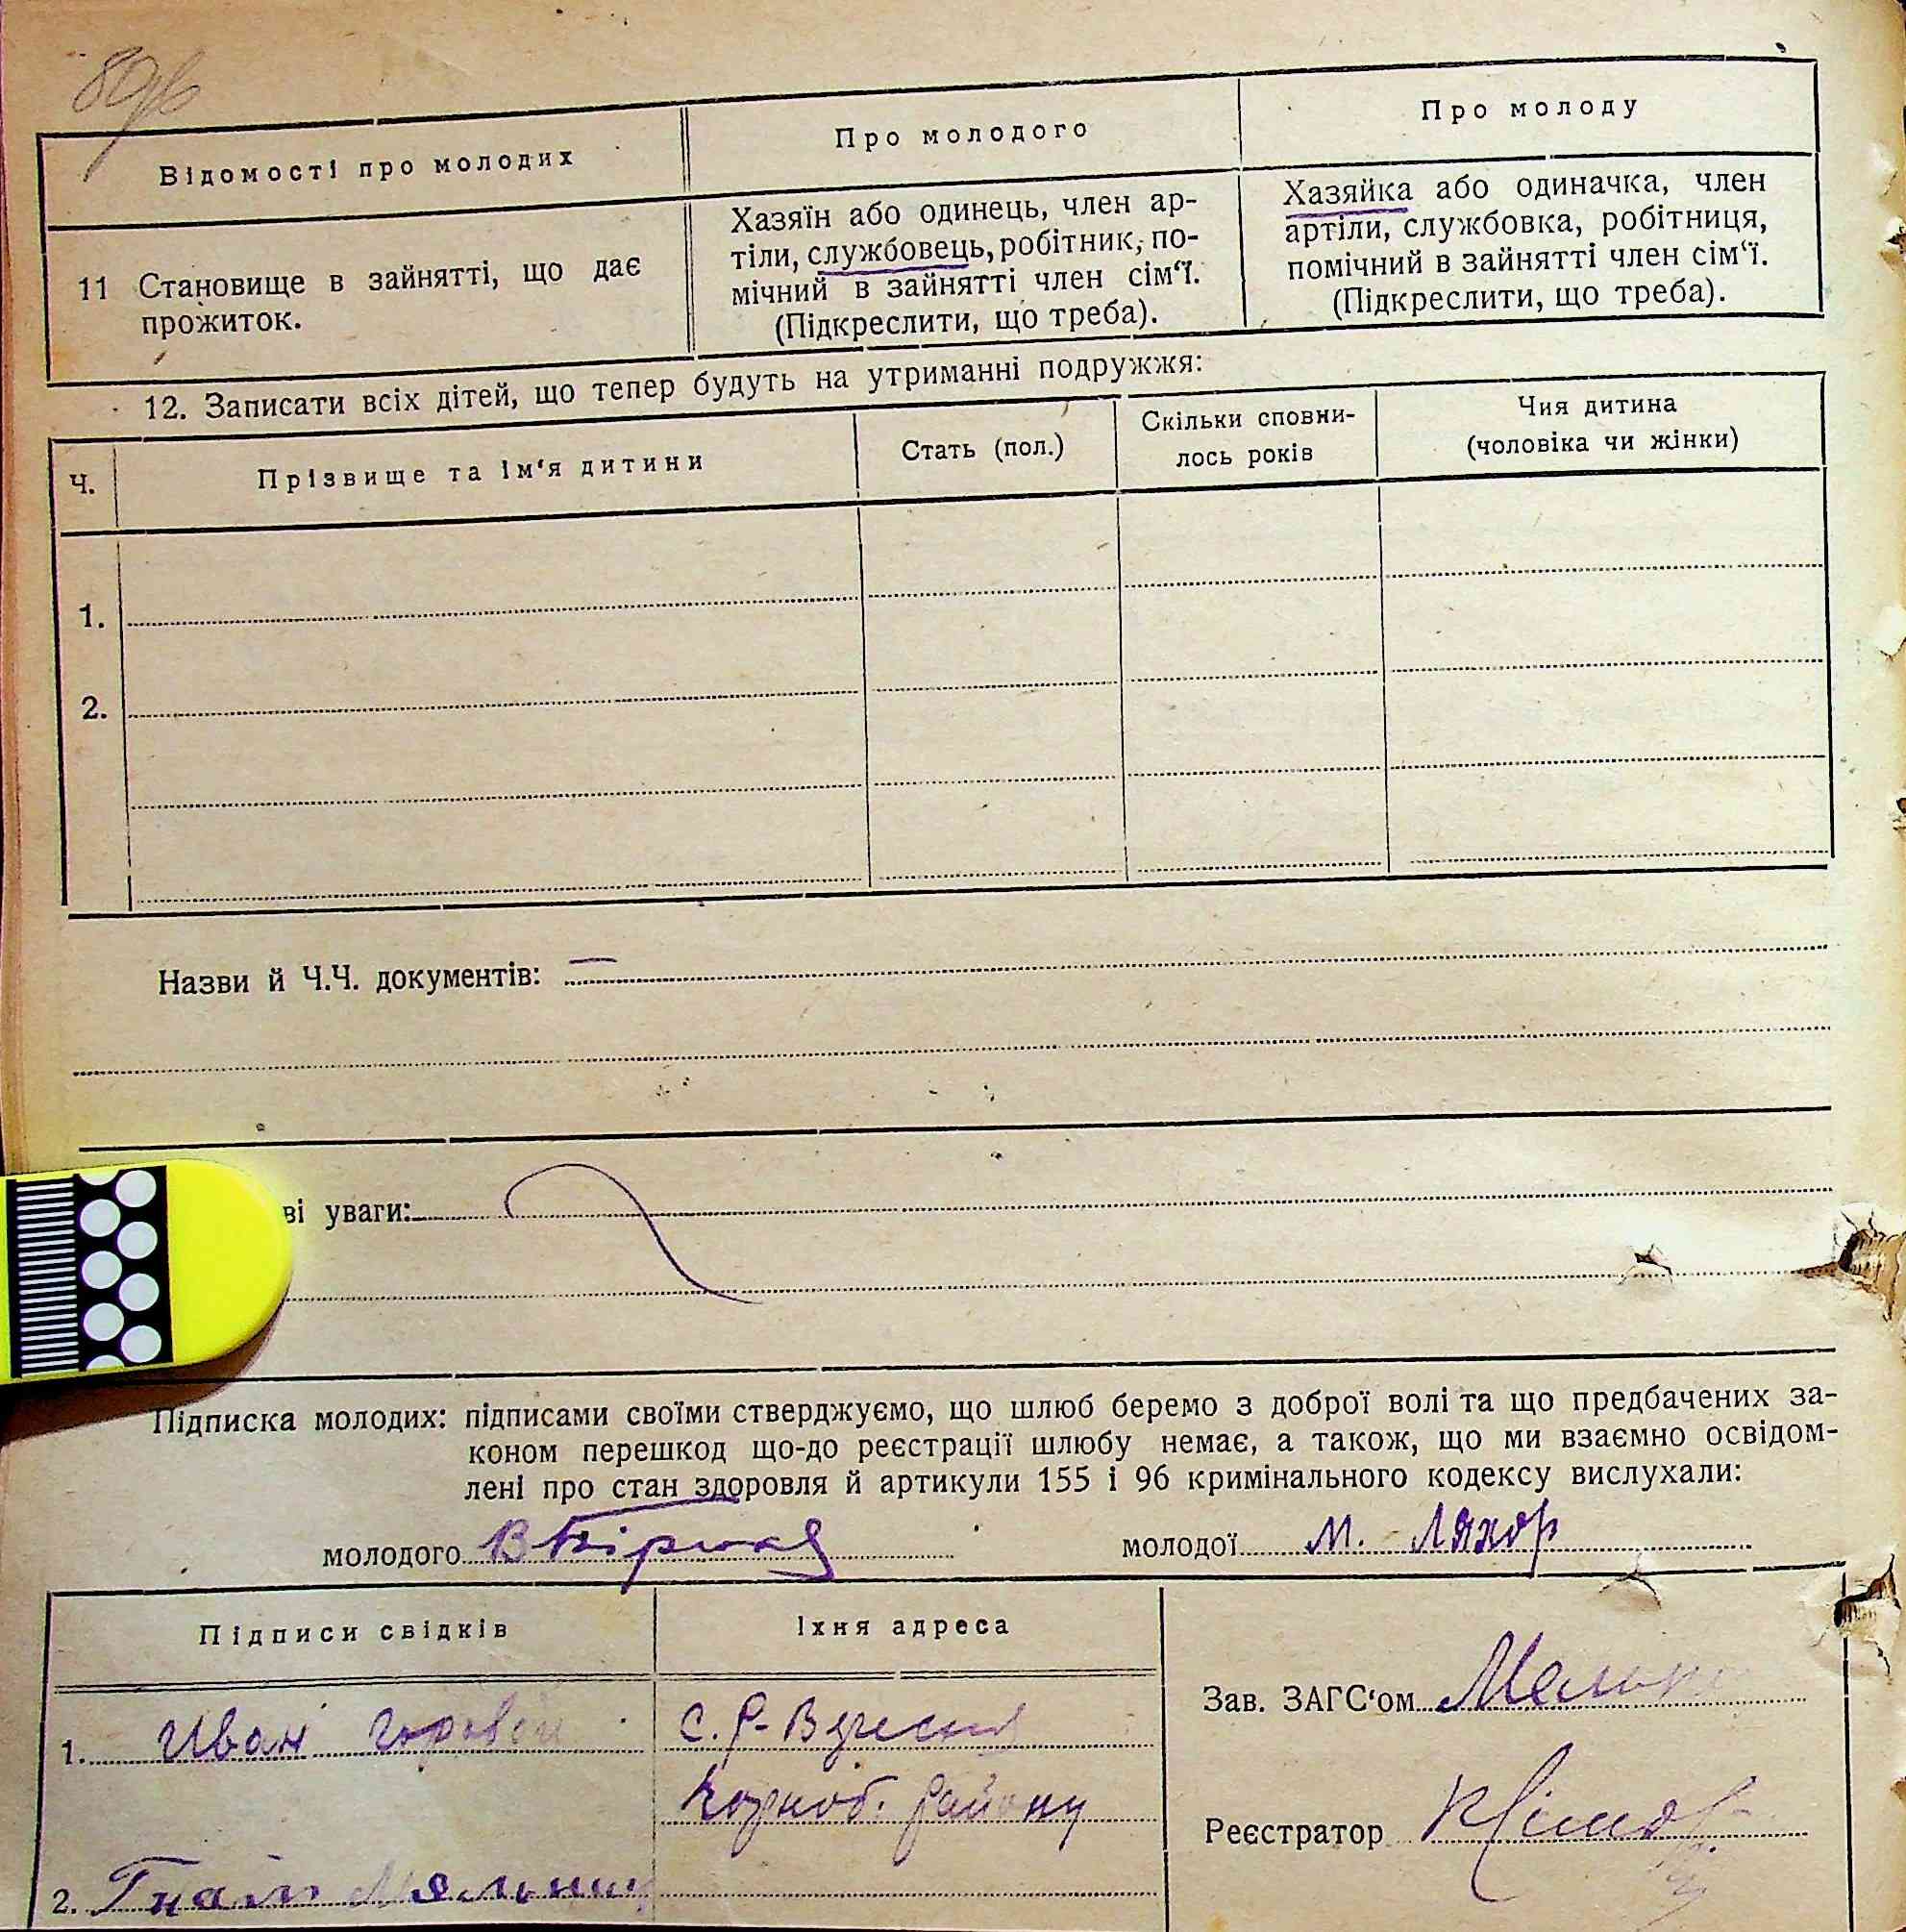 Відомості про молодих
Про молодого
Про молоду
11 Становище в зайнятті, що дає
прожиток.
Хазяїн або одинець, член ар-
тіли, службовець, робітник, по-
мічний в зайнятті член сім‘ї.
(Підкреслити, що треба).
Хазяйка або одиначка, член
артіли, службовка, робітниця,
помічний в зайнятті член сім‘ї.
(Підкреслити, що треба).
12. Записати всіх дітей, що тепер будуть на утриманні подружжя:
Ч.
Прізвище та ім‘я дитини
Стать (пол.)
Скільки сповни-
лось років
Чия дитина
(чоловіка чи жінки)
1.
2.
Назви й Ч.Ч. документів: —
ві уваги:
Підписка молодих: підписами своїми стверджуємо, що шлюб беремо з доброї волі та що предбачених за-
коном перешкод що-до реєстрації шлюбу немає, а також, що ми взаємно освідом-
лені про стан здоровля й артикули 155 і 96 кримінального кодексу вислухали:
молодого В
молодої М. Ляхор
Підписи свідків
Їхня адреса
1. Иван
с.
району
2. Гнат
Зав. ЗАГС‘ом
Реєстратор